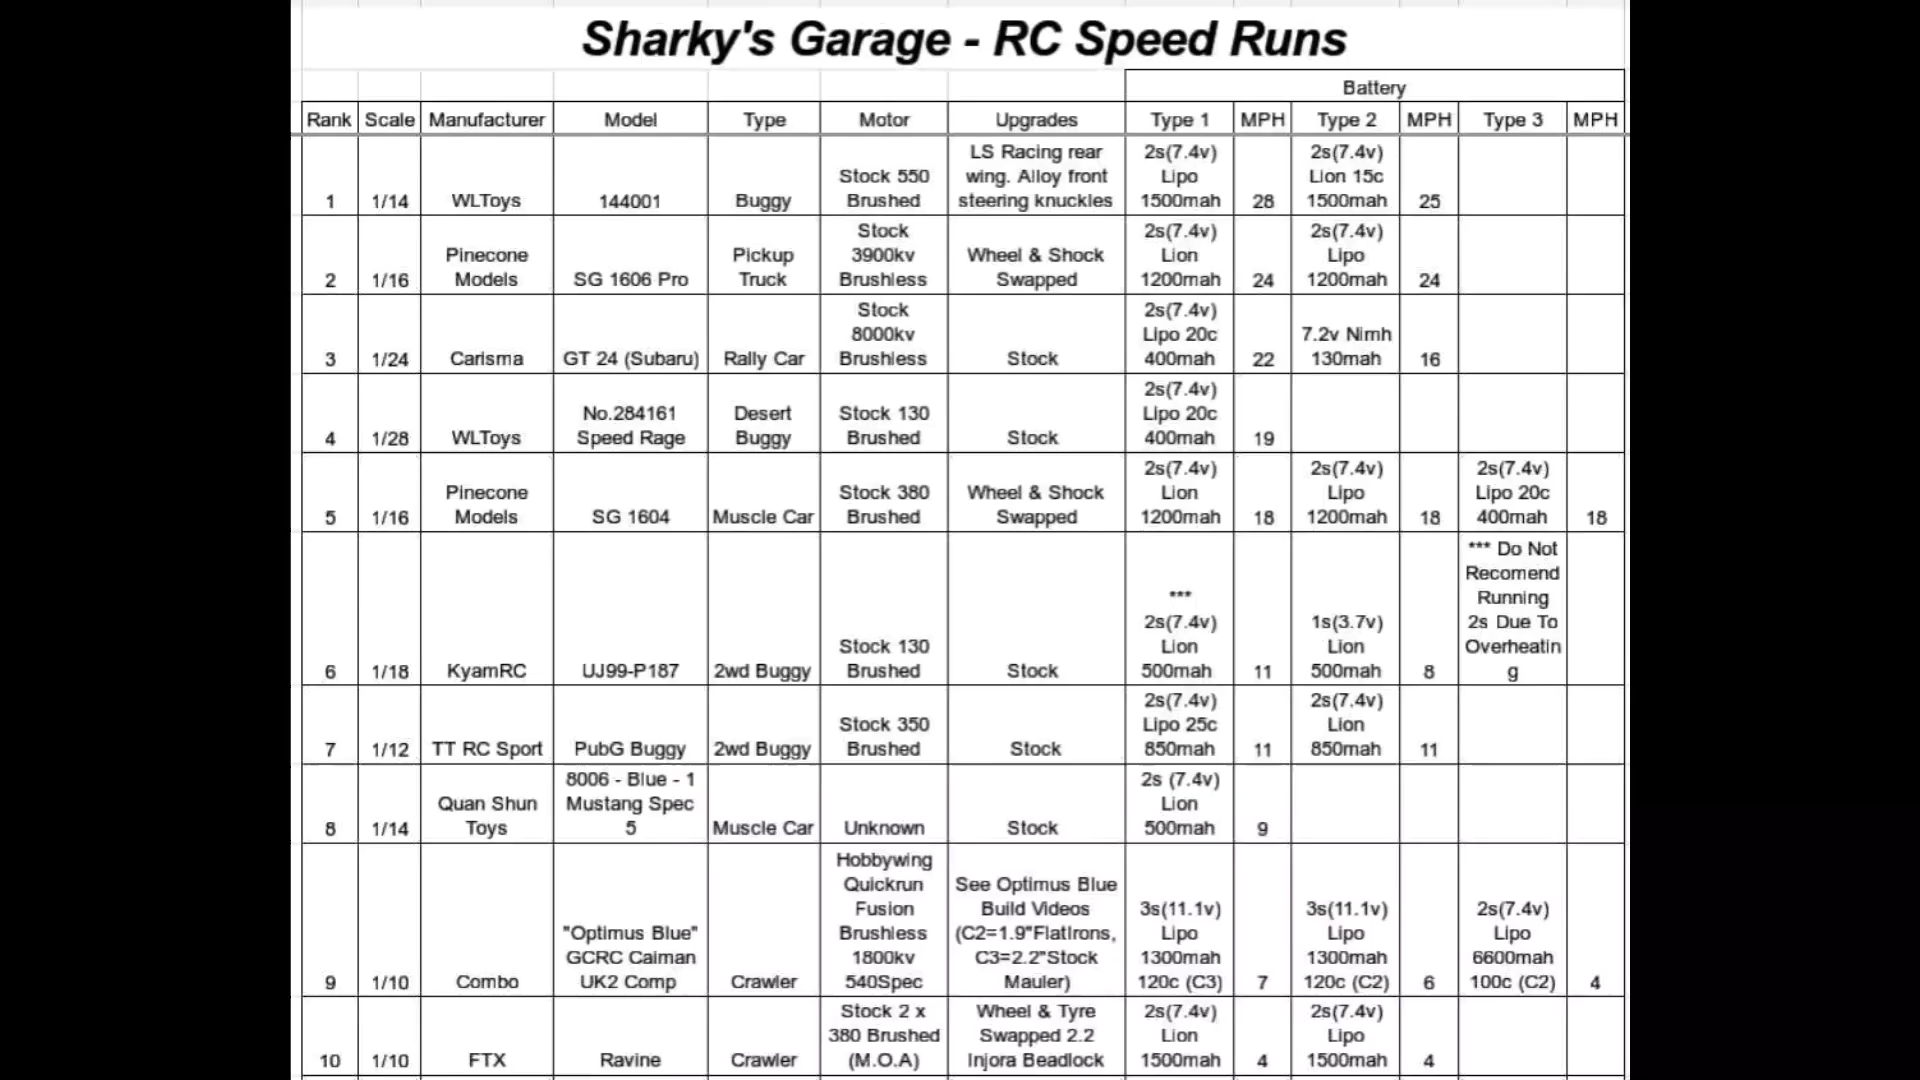 Sharky's Garage - RC Speed Runs
Battery
Rank Scale Manufacturer Model Type Motor Upgrades Type 1 MPH Type 2 MPH Type 3 MPH
LS Racing rear 2s(7.4v) 2s(7.4v)
Stock 550 wing. Alloy front Lipo Lion 15c
1 1/14 WLToys 144001 Buggy Brushed steering knuckles 1500mah 28 1500mah 25
Stock 2s(7.4v) 2s(7.4v)
Pinecone Pickup 3900kv Wheel & Shock Lion Lipo
2 1/16 Models SG 1606 Pro Truck Brushless Swapped 1200mah 24 1200mah 24
Stock 2s(7.4v)
8000kv Lipo 20c 7.2v Nimh
3 1/24 Carisma GT 24 (Subaru) Rally Car Brushless Stock 400mah 22 130mah 16
2s(7.4v)
No.284161 Desert Stock 130 Lipo 20c
4 1/28 WLToys Speed Rage Buggy Brushed Stock 400mah 19
2s(7.4v) 2s(7.4v) 2s(7.4v)
Pinecone Stock 380 Wheel & Shock Lion Lipo Lipo 20c
5 1/16 Models SG 1604 Muscle Car Brushed Swapped 1200mah 18 1200mah 18 400mah 18
*** Do Not
Recomend
*** Running
2s(7.4v) 1s(3.7v) 2s Due To
Stock 130 Lion Lion Overheatin
6 1/18 KyamRC UJ99-P187 2wd Buggy Brushed Stock 500mah 11 500mah 8 g
2s(7.4v) 2s(7.4v)
Stock 350 Lipo 25c Lion
7 1/12 TT RC Sport PubG Buggy 2wd Buggy Brushed Stock 850mah 11 850mah 11
8006 - Blue - 1 2s (7.4v)
Quan Shun Mustang Spec Lion
8 1/14 Toys 5 Muscle Car Unknown Stock 500mah 9
Hobbywing
Quickrun See Optimus Blue
Fusion Build Videos 3s(11.1v) 3s(11.1v) 2s(7.4v)
"Optimus Blue" Brushless (C2=1.9"FlatIrons, Lipo Lipo Lipo
GCRC Caiman 1800kv C3=2.2"Stock 1300mah 1300mah 6600mah
9 1/10 Combo UK2 Comp Crawler 540Spec Mauler) 120c (C3) 7 120c (C2) 6 100c (C2) 4
Stock 2 x Wheel & Tyre 2s(7.4v) 2s(7.4v)
380 Brushed Swapped 2.2 Lion Lipo
10 1/10 FTX Ravine Crawler (M.O.A) Injora Beadlock 1500mah 4 1500mah 4